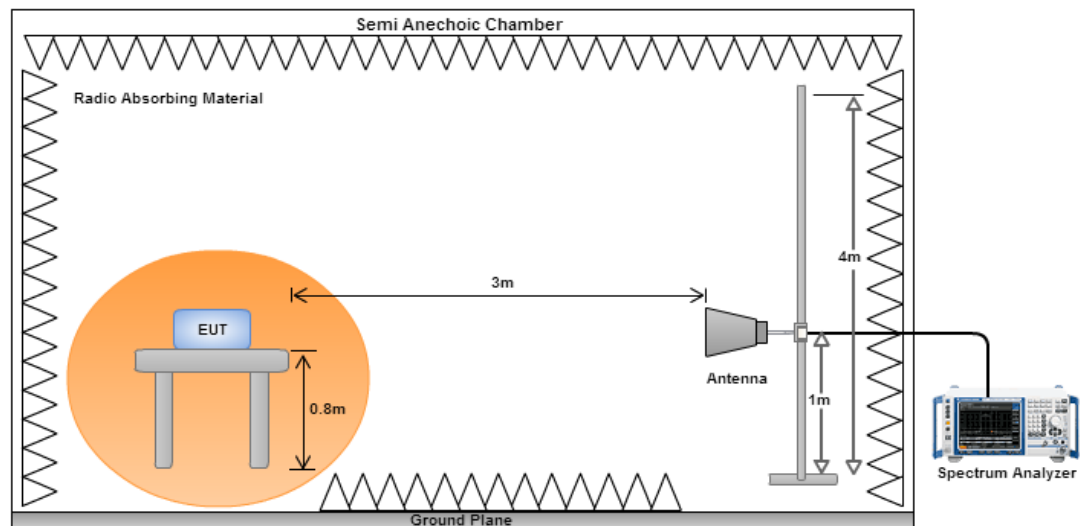 Semi Anechoic Chamber
Radio Absorbing Material
3m
4m
EUT
Antenna
0.8m
1m
Spectrum Analyzer
Ground Plane